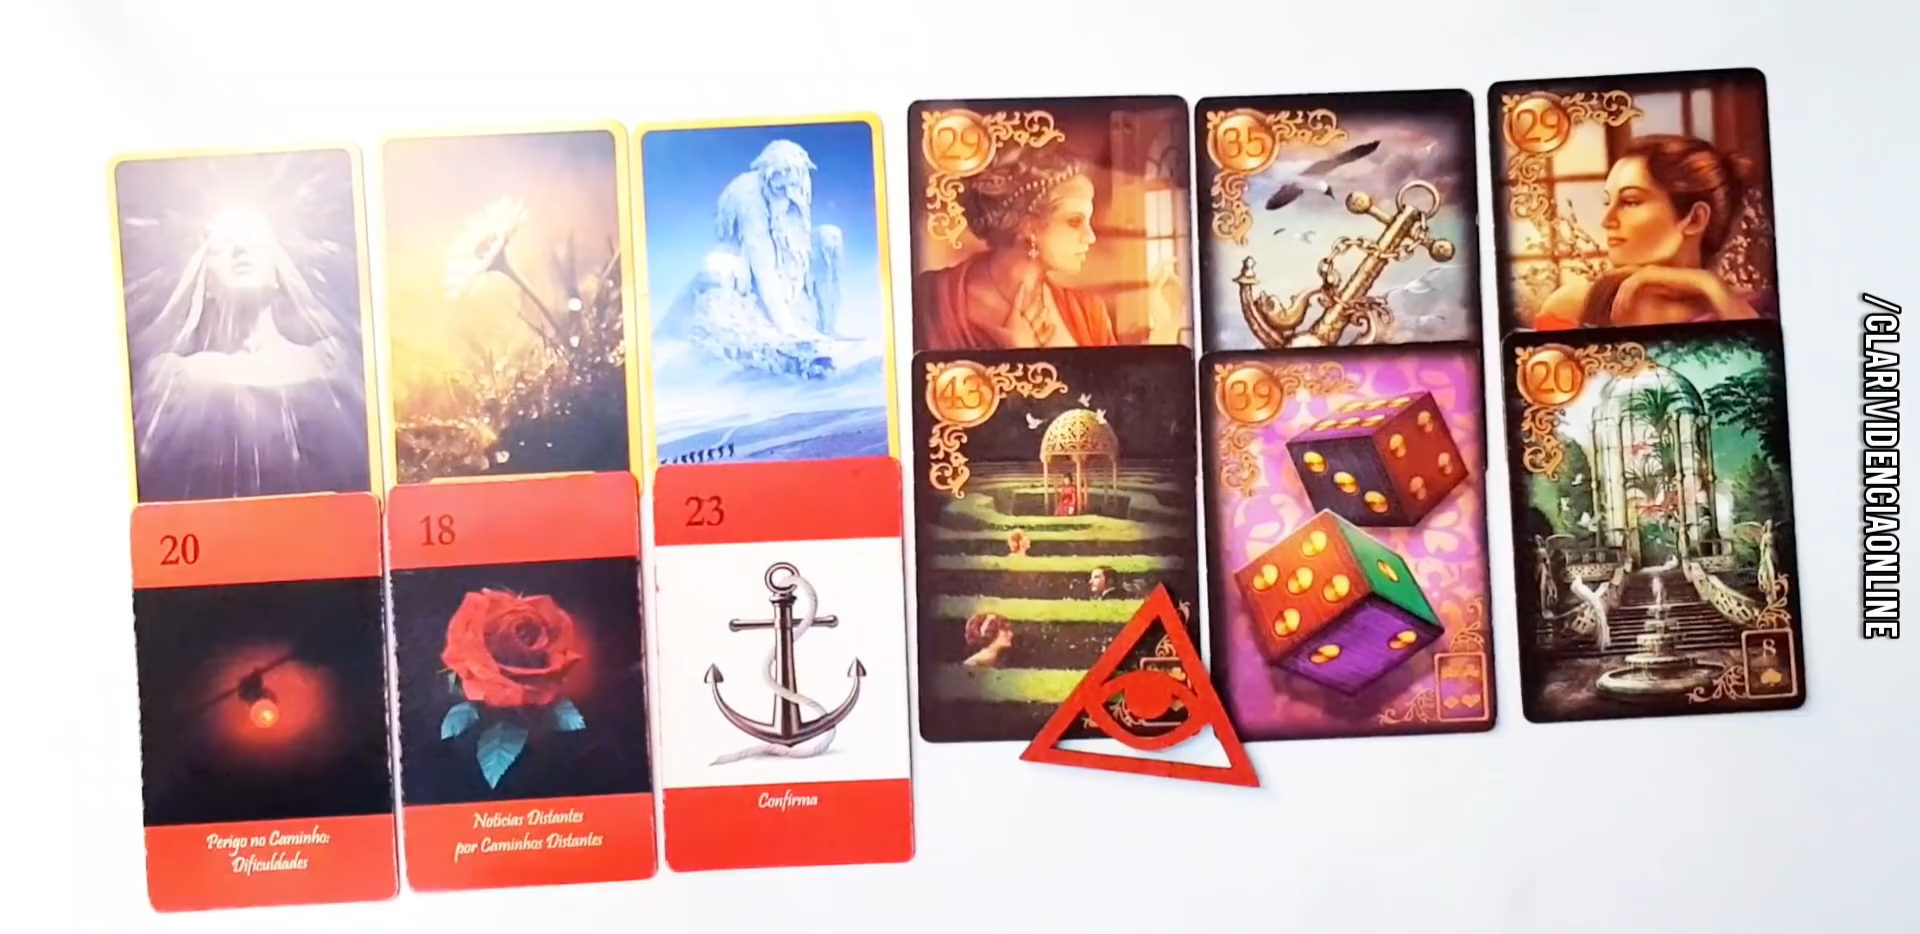 29
35
29
43
39
20
8
20
18
23
Perigo no Caminho:
Dificuldades
Notícias Distantes
por Caminhos Distantes
Confirma
/CLARIVIDENCIAONLINE